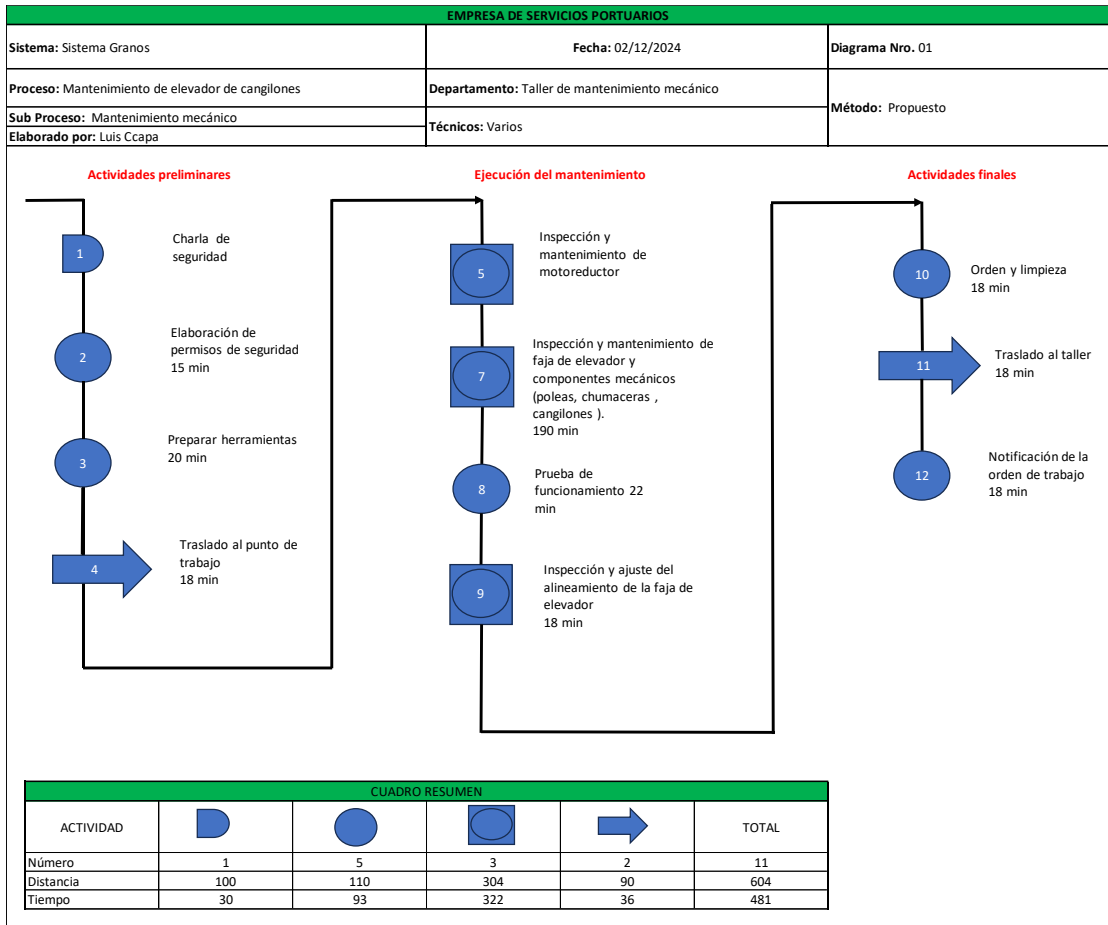 EMPRESA DE SERVICIOS PORTUARIOS
Sistema: Sistema Granos
Fecha: 02/12/2024
Diagrama Nro. 01
Proceso: Mantenimiento de elevador de cangilones
Departamento: Taller de mantenimiento mecánico
Método: Propuesto
Sub Proceso: Mantenimiento mecánico
Técnicos: Varios
Elaborado por: Luis Ccapa
Actividades preliminares
1
Charla de
seguridad
2
Elaboración de
permisos de seguridad
15 min
3
Preparar herramientas
20 min
4
Traslado al punto de
trabajo
18 min
Ejecución del mantenimiento
5
Inspección y
mantenimiento de
motoreductor
7
Inspección y mantenimiento de
faja de elevador y
componentes mecánicos
(poleas, chumaceras ,
cangilones ).
190 min
8
Prueba de
funcionamiento 22
min
9
Inspección y ajuste del
alineamiento de la faja de
elevador
18 min
Actividades finales
10
Orden y limpieza
18 min
11
Traslado al taller
18 min
12
Notificación de la
orden de trabajo
18 min
CUADRO RESUMEN
ACTIVIDAD TOTAL
Número 1 5 3 2 11
Distancia 100 110 304 90 604
Tiempo 30 93 322 36 481